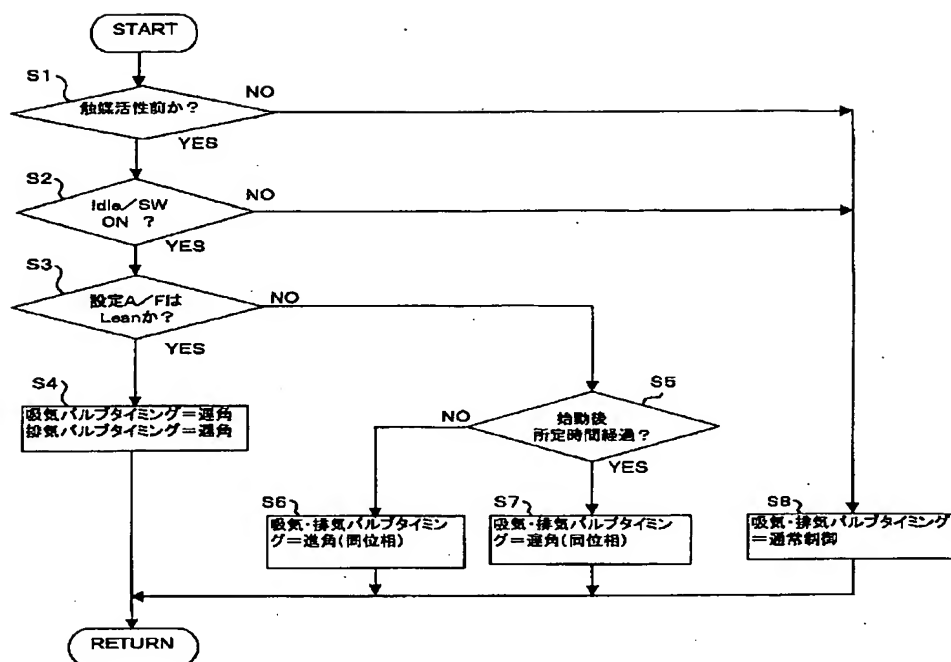 START
S1
触媒活性前か？
NO
YES
S2
Idle／SW
ON ？
NO
YES
S3
設定A／Fは
Leanか？
NO
YES
S4
吸気バルブタイミング＝遅角
排気バルブタイミング＝遅角
S5
始動後
所定時間経過？
NO
YES
S6
吸気・排気バルブタイミン
グ＝進角(同位相)
S7
吸気・排気バルブタイミン
グ＝遅角(同位相)
S8
吸気・排気バルブタイミング
＝通常制御
RETURN